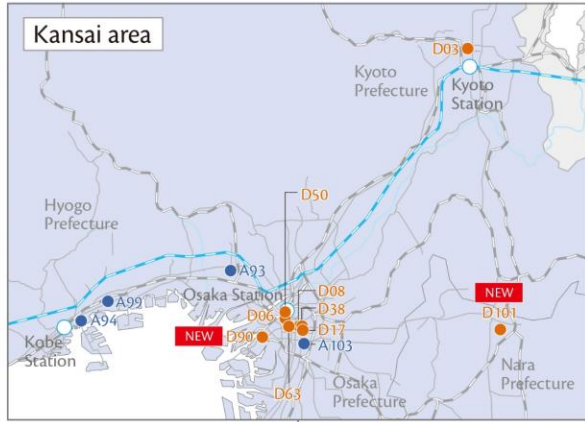 Kansai area
D03
Kyoto
Prefecture
Kyoto
Station
D50
Hyogo
Prefecture
A93
NEW
Osaka Station
D08
A99
D06
D38
D101
A94
NEW
D90
D17
Kobe
Station
A103
Nara
Prefecture
Osaka
Prefecture
D63